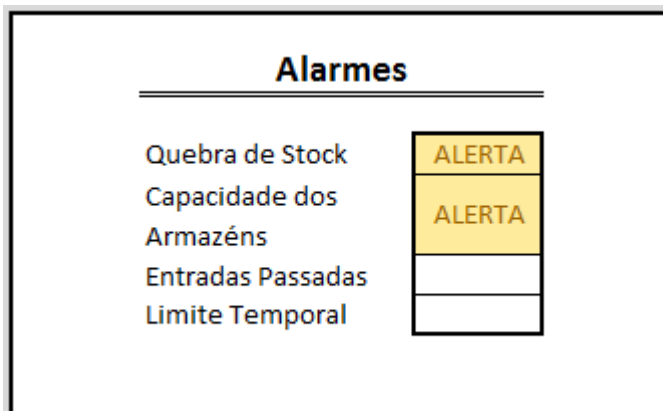 Alarmes
Quebra de Stock ALERTA
Capacidade dos
Armazéns ALERTA
Entradas Passadas
Limite Temporal